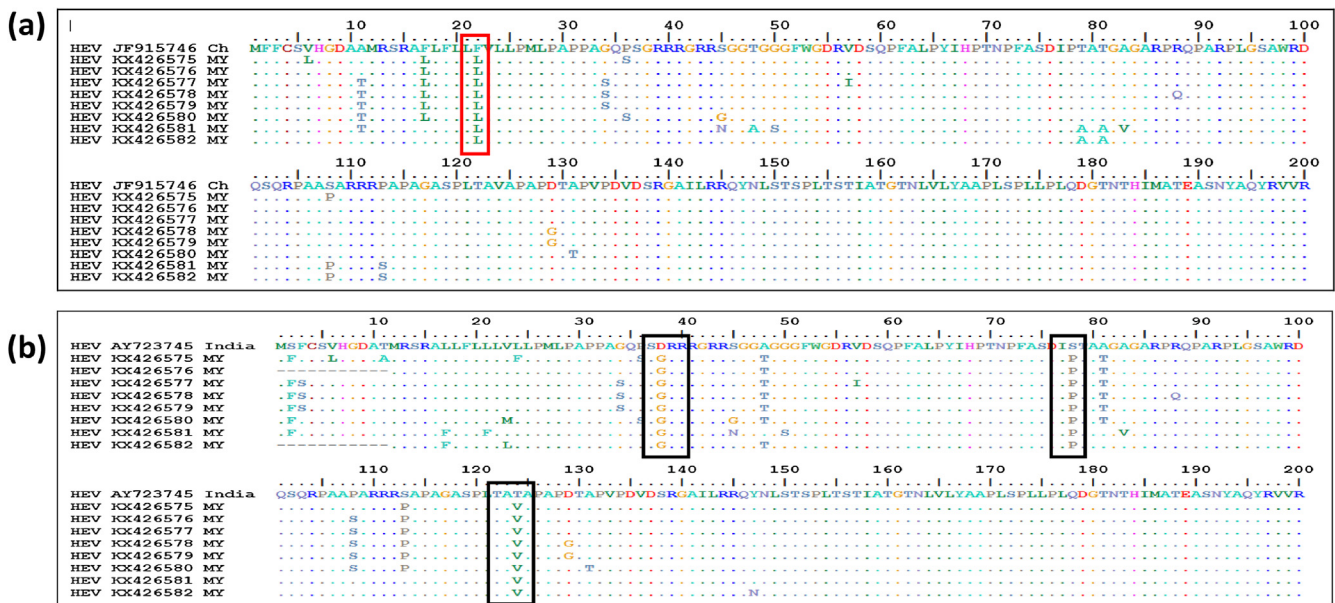 (a)
10 20 30 40 50 60 70 80 90 100
HEV JF915746 Ch MFFCSVHGDAAMRSRAFLFLLFVLLPMLPAPPAGQPSGRRRGRRSGGTGGGFWGDRVDSQPFALPYIHPTNPFASDIPTATGAGARPRQPARPLGSAWRD
HEV KX426575 MY L L L S
HEV KX426576 MY L L
HEV KX426577 MY T L L S I
HEV KX426578 MY T L L S Q
HEV KX426579 MY T L L S
HEV KX426580 MY T L L S G
HEV KX426581 MY T L N A S A A V
HEV KX426582 MY L A A
110 120 130 140 150 160 170 180 190 200
HEV JF915746 Ch QSQRPAASARRRPAPAGASPLTAVAPAPDTAPVPDVDSRGAILRRQYNLSTSPLTSTIATGTNLVLYAAPLSPLLPLQDGTNTHIMATEASNYAQYRVVR
HEV KX426575 MY P
HEV KX426576 MY
HEV KX426577 MY
HEV KX426578 MY G
HEV KX426579 MY G
HEV KX426580 MY T
HEV KX426581 MY P S
HEV KX426582 MY P S
(b)
10 20 30 40 50 60 70 80 90 100
HEV AY723745 India MSFCSVHGDATMRSRALLFLLVLLPMLPAPPAGQPSDRRRGRRSGGAGGGFWGDRVDSQPFALPYIHPTNPFASDISTAAGAGARPRQPARPLGSAWRD
HEV KX426575 MY F L A F S G T P T
HEV KX426576 MY ----------- G T P
HEV KX426577 MY FS S G T I P T
HEV KX426578 MY FS S G T P T Q
HEV KX426579 MY FS S G T P T
HEV KX426580 MY F M S G G P T
HEV KX426581 MY F F F G N S P V
HEV KX426582 MY ----------- F L G T P
110 120 130 140 150 160 170 180 190 200
HEV AY723745 India QSQRPAAPARRRSAPAGASPLTATAPAPDTAPVPDVDSRGAILRRQYNLSTSPLTSTIATGTNLVLYAAPLSPLLPLQDGTNTHIMATEASNYAQYRVVR
HEV KX426575 MY P V
HEV KX426576 MY S P V
HEV KX426577 MY S P V
HEV KX426578 MY S P V G
HEV KX426579 MY S P V G
HEV KX426580 MY S P V T
HEV KX426581 MY V
HEV KX426582 MY V N